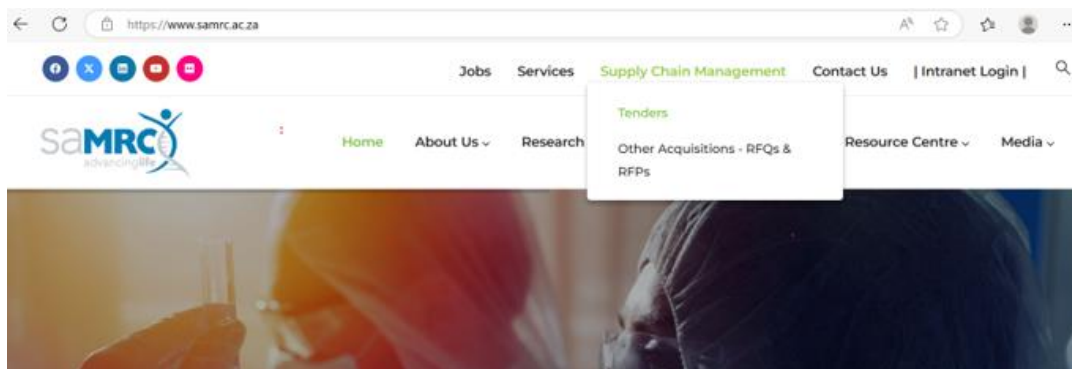 https://www.samrc.ac.za
Jobs Services Supply Chain Management Contact Us | Intranet Login |
Tenders
saMRC
advancinglife
:
Home About Us Research Resource Centre Media
Other Acquisitions - RFQs &
RFPs